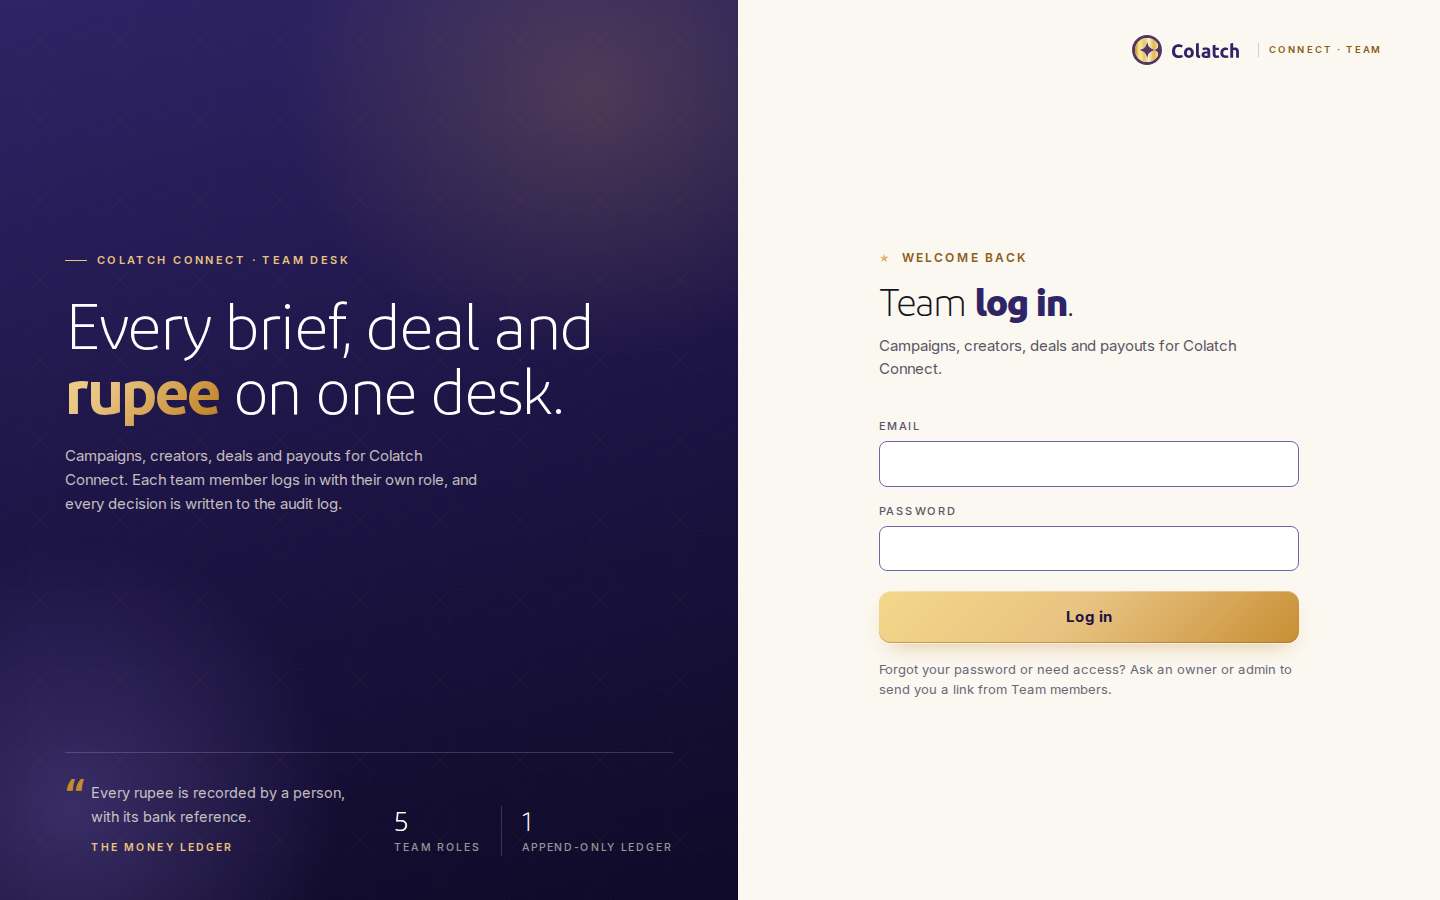 COLATCH CONNECT · TEAM DESK
Every brief, deal and
rupee on one desk.
Campaigns, creators, deals and payouts for Colatch
Connect. Each team member logs in with their own role, and
every decision is written to the audit log.
“
Every rupee is recorded by a person,
with its bank reference.
THE MONEY LEDGER
5
TEAM ROLES
1
APPEND-ONLY LEDGER
Colatch
CONNECT · TEAM
★ WELCOME BACK
Team log in.
Campaigns, creators, deals and payouts for Colatch
Connect.
EMAIL
PASSWORD
Log in
Forgot your password or need access? Ask an owner or admin to
send you a link from Team members.